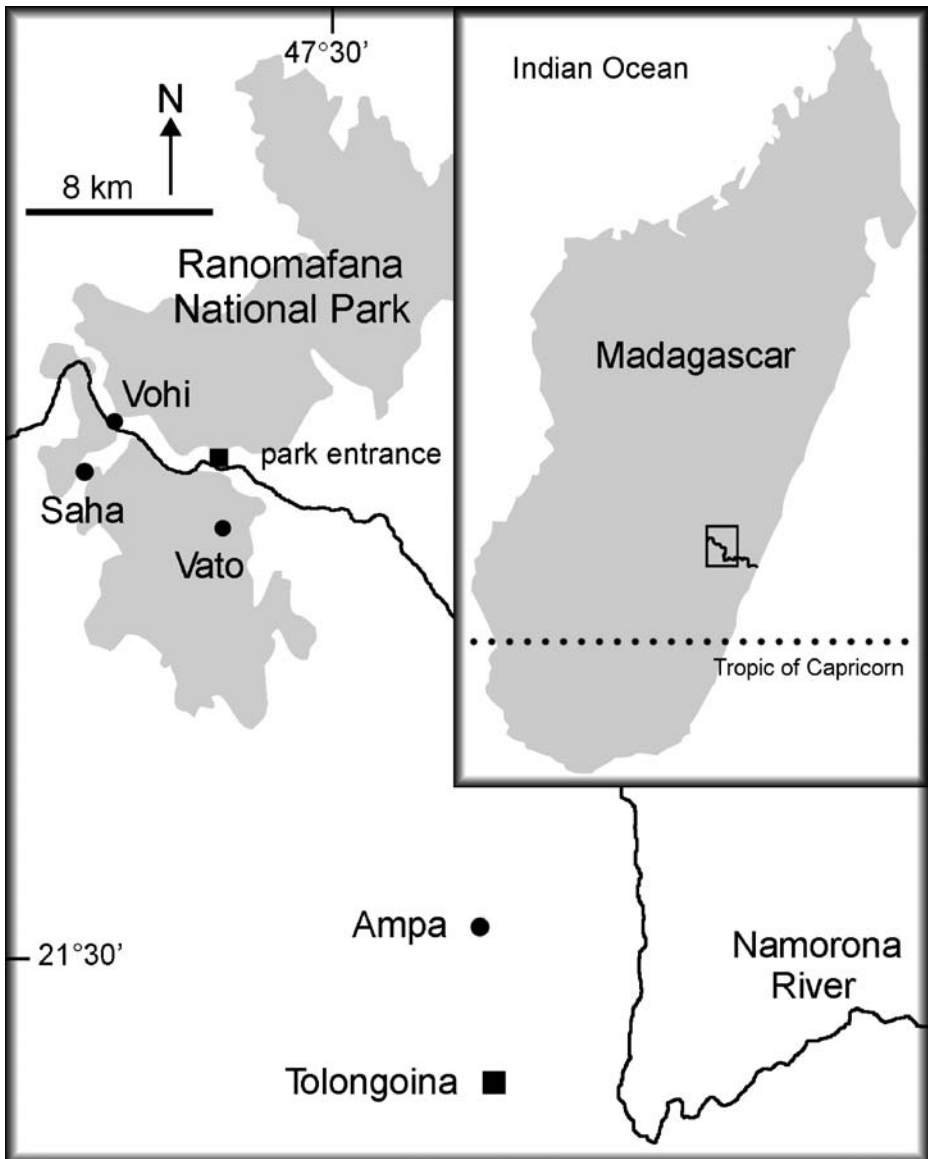 47°30’
Indian Ocean
N
8 km
Ranomafana
National Park
Madagascar
Vohi
park entrance
Saha
Vato
Tropic of Capricorn
Ampa
21°30’
Namorona
River
Tolongoina